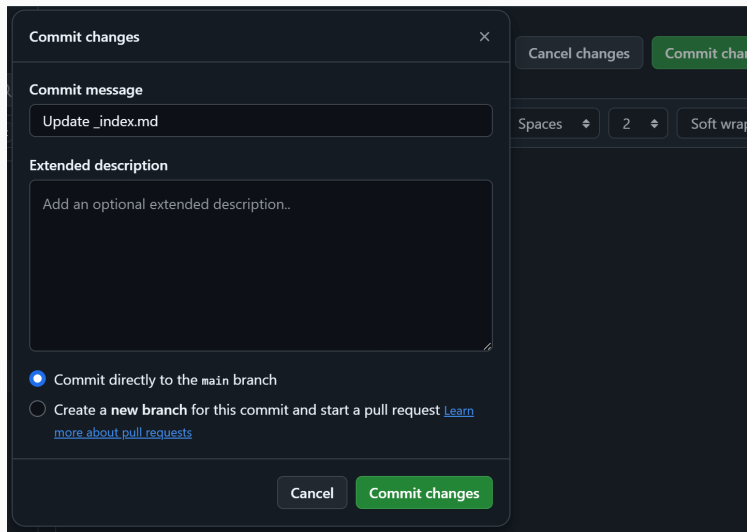 Commit changes
Cancel changes
Commit
Commit message
Update _index.md
Spaces
2
Soft
Extended description
Add an optional extended description..
Commit directly to the main branch
Create a new branch for this commit and start a pull request Learn
more about pull requests
Cancel
Commit changes